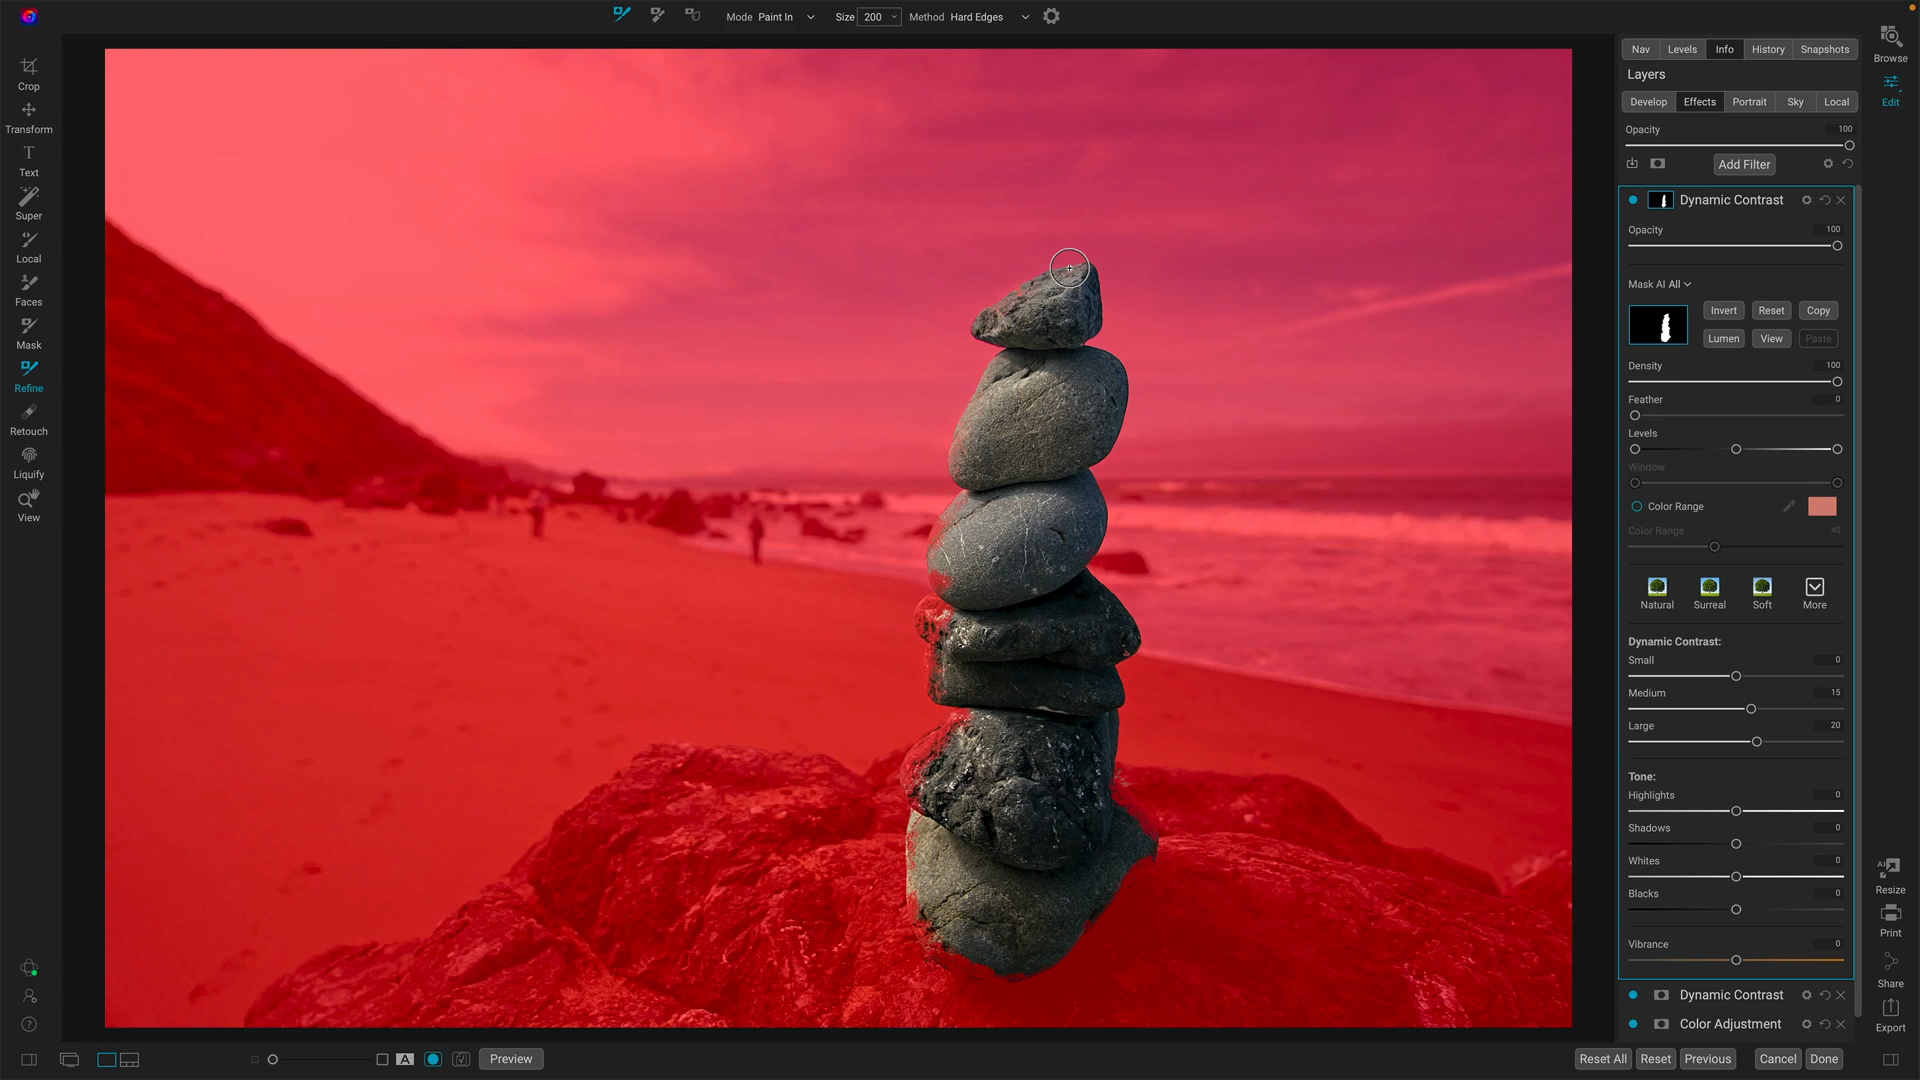 Mode Paint In Size 200 Method Hard Edges
Crop
Transform
Text
Super
Local
Faces
Mask
Refine
Retouch
Liquify
View
Nav Levels Info History Snapshots
Layers
Develop Effects Portrait Sky Local
Opacity 100
Add Filter
Dynamic Contrast
Opacity 100
Mask AI All
Invert Reset Copy
Lumen View Paste
Density 100
Feather 0
Levels
Window
Color Range
Color Range 40
Natural Surreal Soft More
Dynamic Contrast:
Small 0
Medium 15
Large 20
Tone:
Highlights 0
Shadows 0
Whites 0
Blacks 0
Vibrance 0
Dynamic Contrast
Color Adjustment
Browse
Edit
AI
Resize
Print
Share
Export
A Preview
Reset All Reset Previous Cancel Done